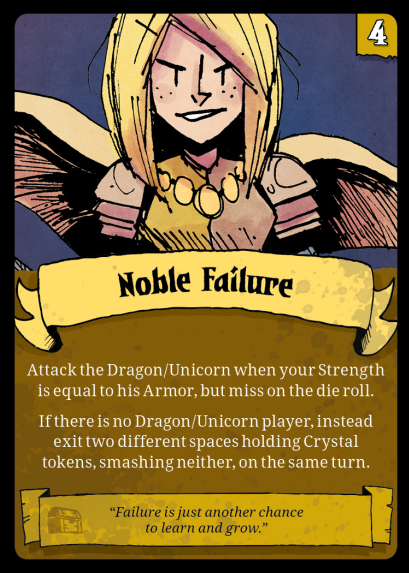 4
Noble Failure
Attack the Dragon/Unicorn when your Strength
is equal to his Armor, but miss on the die roll.
If there is no Dragon/Unicorn player, instead
exit two different spaces holding Crystal
tokens, smashing neither, on the same turn.
“Failure is just another chance
to learn and grow.”